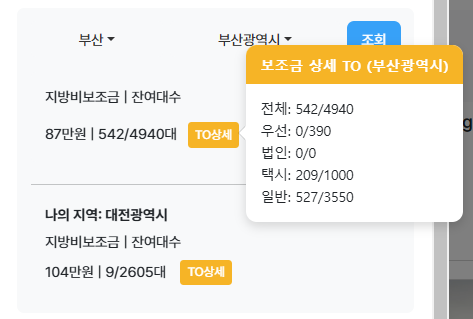 부산 부산광역시 조회
보조금 상세 TO (부산광역시)
지방비보조금 | 잔여대수
87만원 | 542/4940대 TO상세
전체: 542/4940
우선: 0/390
법인: 0/0
택시: 209/1000
일반: 527/3550
나의 지역: 대전광역시
지방비보조금 | 잔여대수
104만원 | 9/2605대 TO상세
g